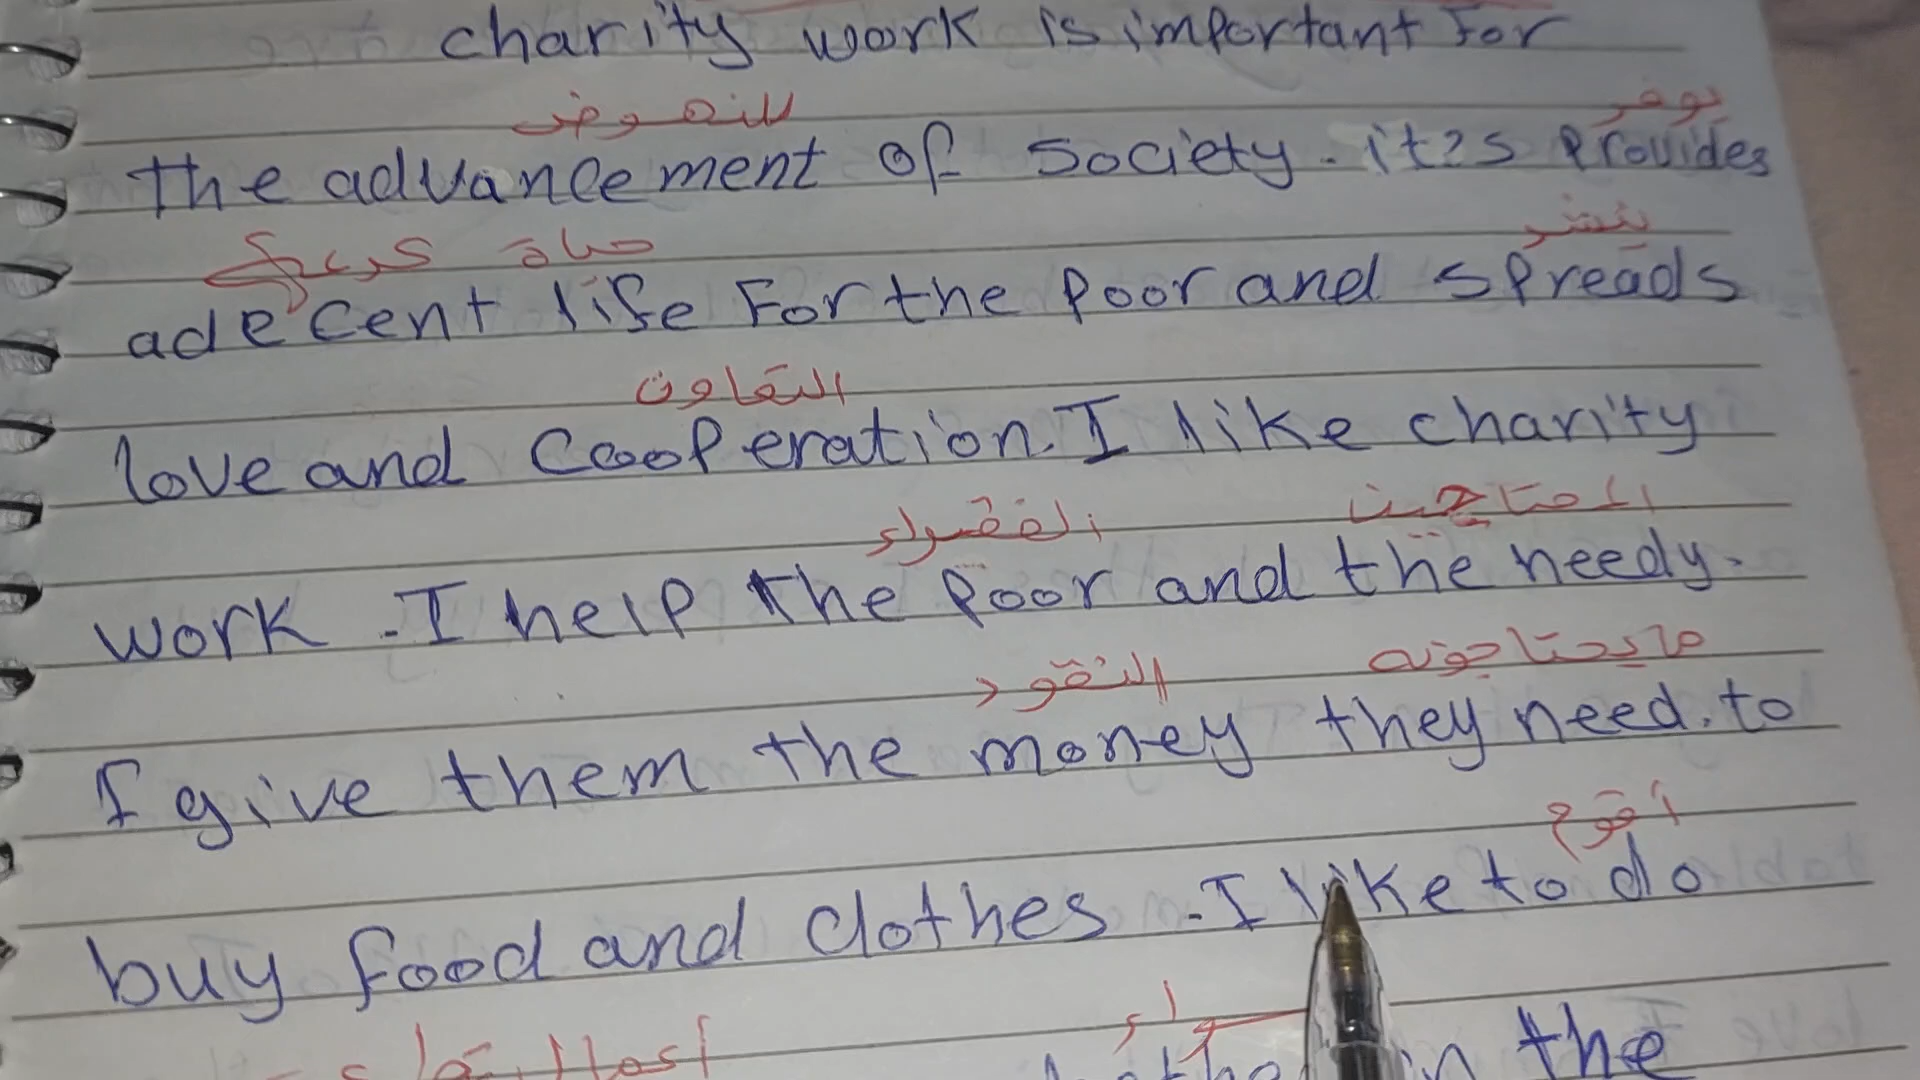 charity work is important For
للنهوض يوفر
the advancement of society. it's provides
حياة كريمة ينشر
a decent life For the poor and spreads
التعاون
love and cooperation. I like charity
الفقراء المحتاجين
work. I help the poor and the needy.
النقود ما يحتاجونه
I give them the money they need. to
أقوم
buy food and clothes. I like to do
in the